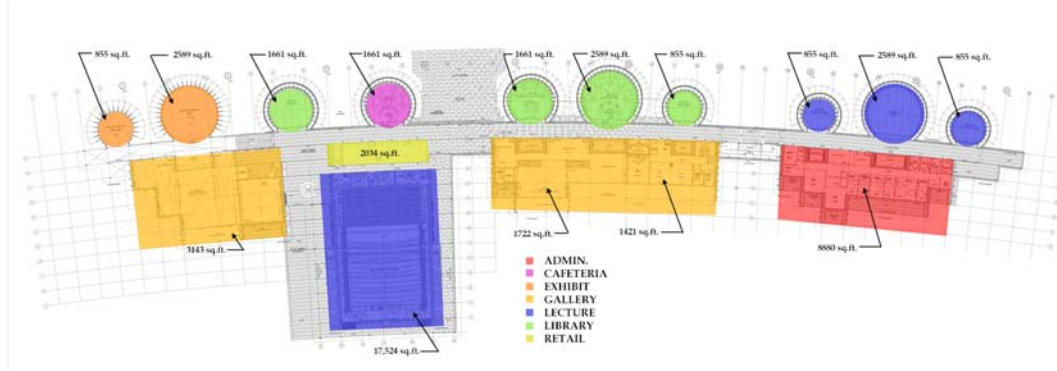 855 sq.ft.
2589 sq.ft.
1661 sq.ft.
1661 sq.ft.
1661 sq.ft.
2589 sq.ft.
855 sq.ft.
855 sq.ft.
2589 sq.ft.
855 sq.ft.
2034 sq.ft.
3143 sq.ft.
1722 sq.ft.
1421 sq.ft.
8880 sq.ft.
17,524 sq.ft.
ADMIN.
CAFETERIA
EXHIBIT
GALLERY
LECTURE
LIBRARY
RETAIL